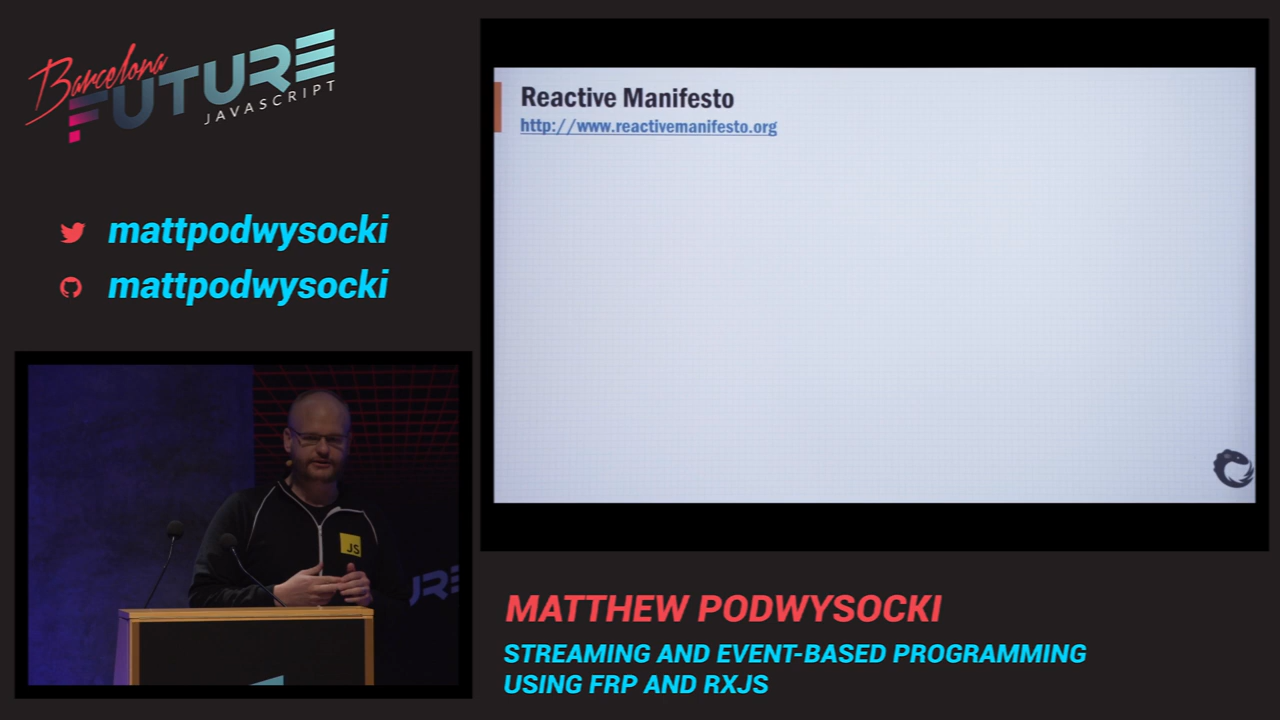 Barcelona
FUTURE
JAVASCRIPT
mattpodwysocki
mattpodwysocki
Reactive Manifesto
http://www.reactivemanifesto.org
JS
URE
MATTHEW PODWYSOCKI
STREAMING AND EVENT-BASED PROGRAMMING
USING FRP AND RXJS